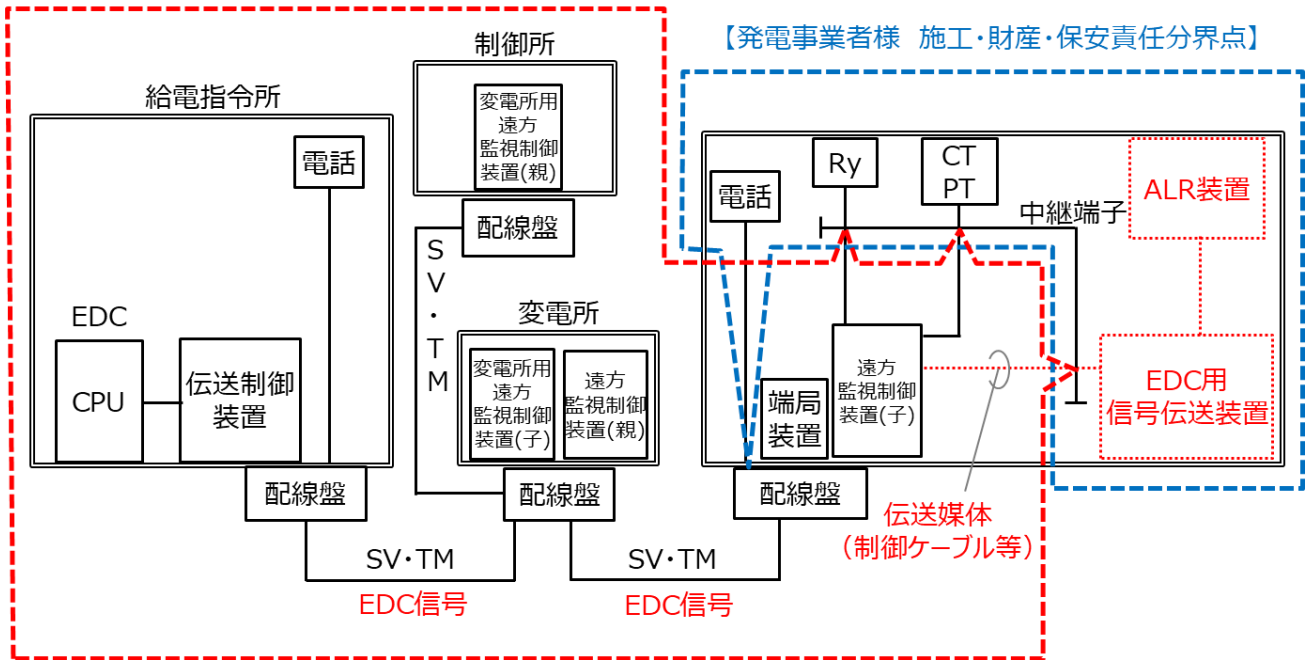 【発電事業者様 施工・財産・保安責任分界点】
制御所
変電所用
遠方
監視制御
装置(親)
配線盤
給電指令所
電話
EDC
CPU
伝送制御
装置
配線盤
SV・TM
変電所
変電所用
遠方
監視制御
装置(子)
遠方
監視制御
装置(親)
配線盤
SV・TM
EDC信号
SV・TM
EDC信号
電話
Ry
CT
PT
中継端子
ALR装置
端局
装置
遠方
監視制御
装置(子)
EDC用
信号伝送装置
配線盤
伝送媒体
（制御ケーブル等）